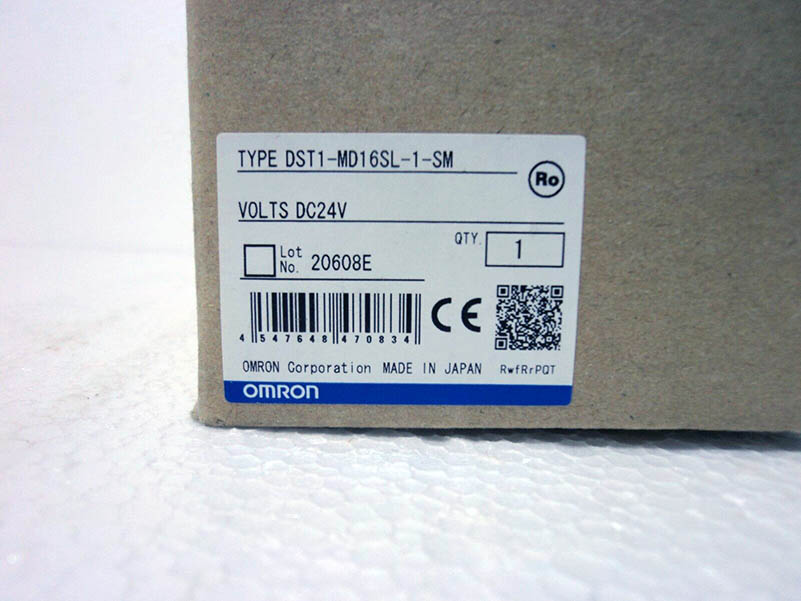 TYPE DST1-MD16SL-1-SM
Ro
VOLTS DC24V
Lot No. 20608E
QTY. 1
4 547648 470834
CE
OMRON Corporation MADE IN JAPAN
RwfRrPQT
OMRON